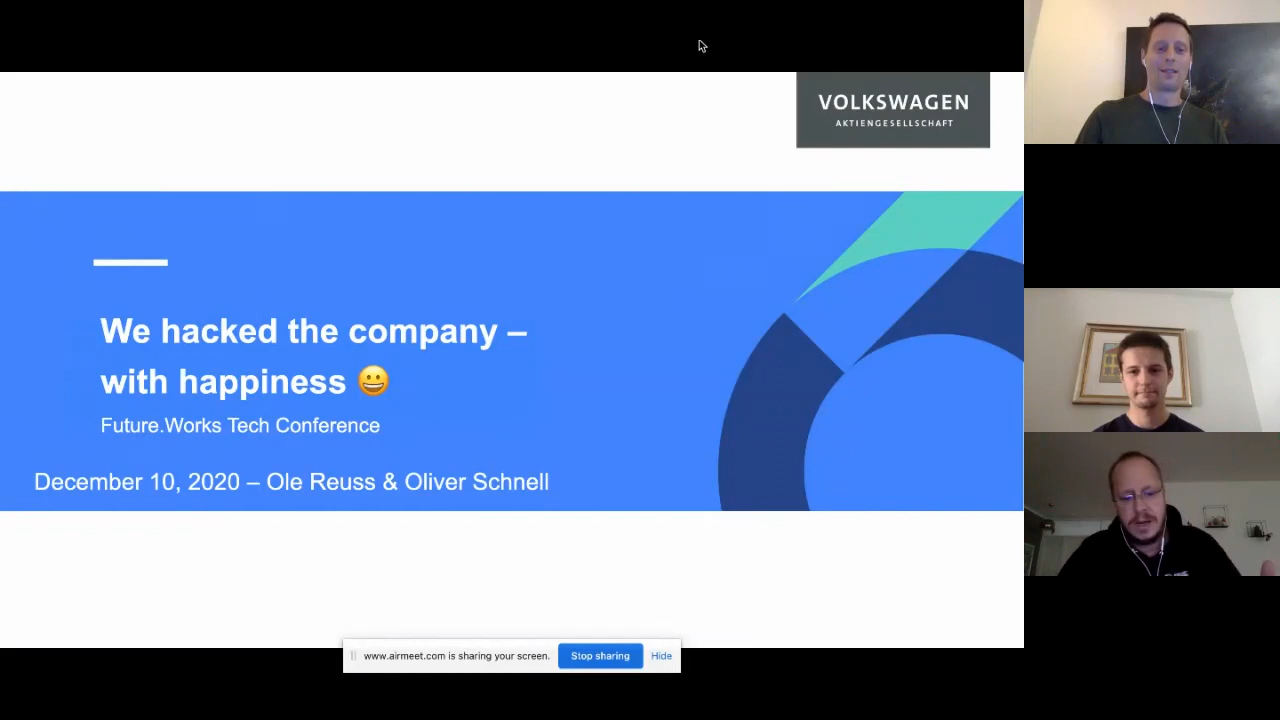 VOLKSWAGEN
AKTIENGESELLSCHAFT
We hacked the company –
with happiness 😀
Future.Works Tech Conference
December 10, 2020 – Ole Reuss & Oliver Schnell
www.airmeet.com is sharing your screen. Stop sharing Hide